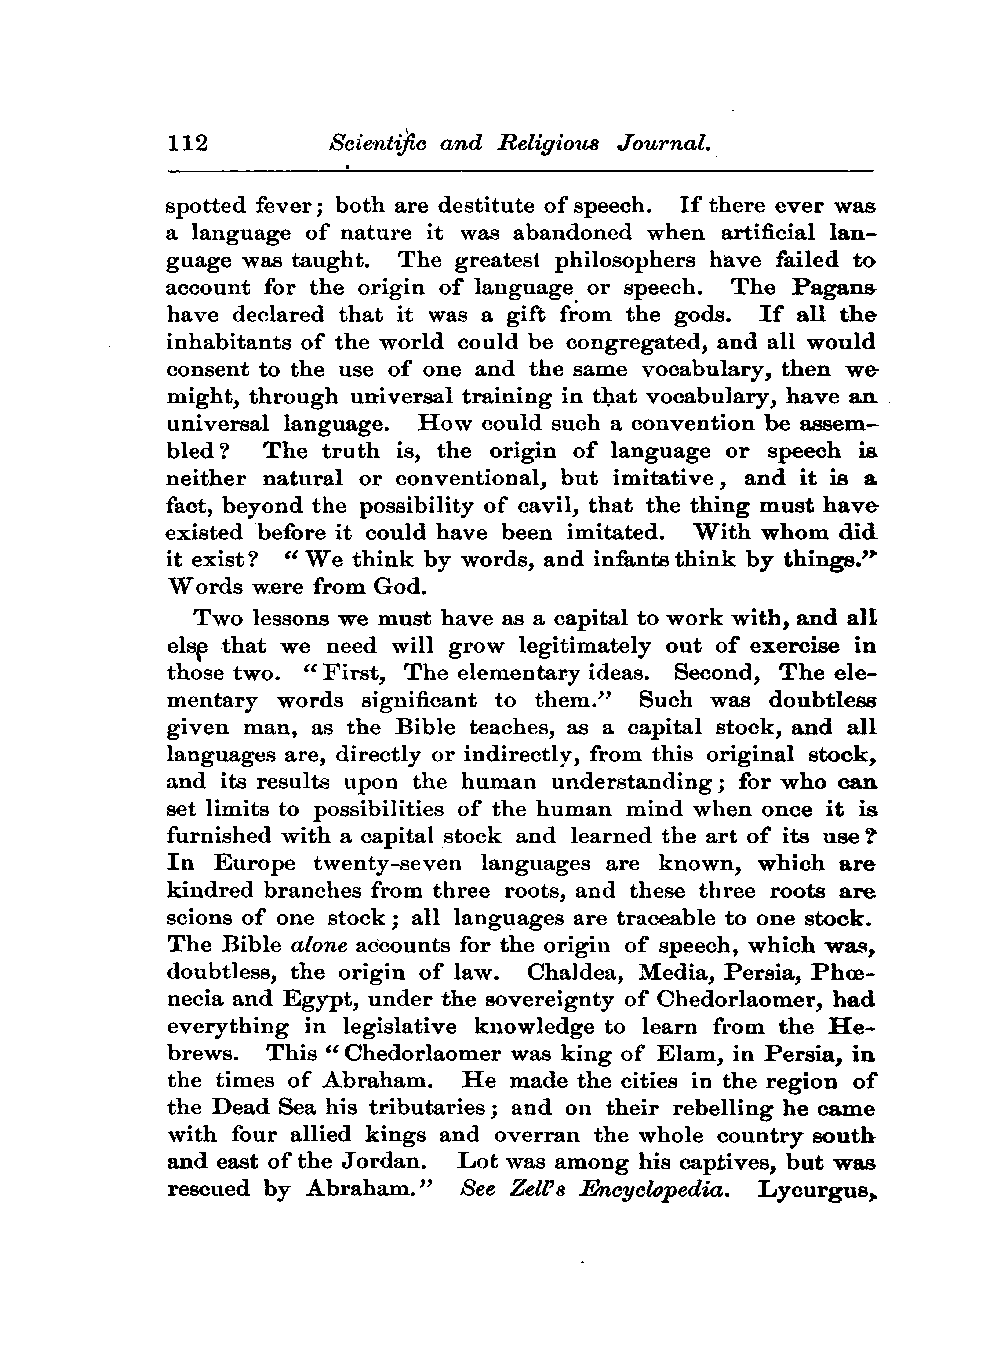 112 Scientific and Religious Journal.
spotted fever; both are destitute of speech. If there ever was
a language of nature it was abandoned when artificial lan-
guage was taught. The greatest philosophers have failed to
account for the origin of language or speech. The Pagans
have declared that it was a gift from the gods. If all the
inhabitants of the world could be congregated, and all would
consent to the use of one and the same vocabulary, then we
might, through universal training in that vocabulary, have an
universal language. How could such a convention be assem-
bled? The truth is, the origin of language or speech is
neither natural or conventional, but imitative, and it is a
fact, beyond the possibility of cavil, that the thing must have
existed before it could have been imitated. With whom did
it exist? "We think by words, and infants think by things."
Words were from God.
Two lessons we must have as a capital to work with, and all
else that we need will grow legitimately out of exercise in
those two. "First, The elementary ideas. Second, The ele-
mentary words significant to them." Such was doubtless
given man, as the Bible teaches, as a capital stock, and all
languages are, directly or indirectly, from this original stock,
and its results upon the human understanding; for who can
set limits to possibilities of the human mind when once it is
furnished with a capital stock and learned the art of its use?
In Europe twenty-seven languages are known, which are
kindred branches from three roots, and these three roots are
scions of one stock; all languages are traceable to one stock.
The Bible alone accounts for the origin of speech, which was,
doubtless, the origin of law. Chaldea, Media, Persia, Phœ-
necia and Egypt, under the sovereignty of Chedorlaomer, had
everything in legislative knowledge to learn from the He-
brews. This "Chedorlaomer was king of Elam, in Persia, in
the times of Abraham. He made the cities in the region of
the Dead Sea his tributaries; and on their rebelling he came
with four allied kings and overran the whole country south
and east of the Jordan. Lot was among his captives, but was
rescued by Abraham." See Zell's Encyclopedia. Lycurgus,